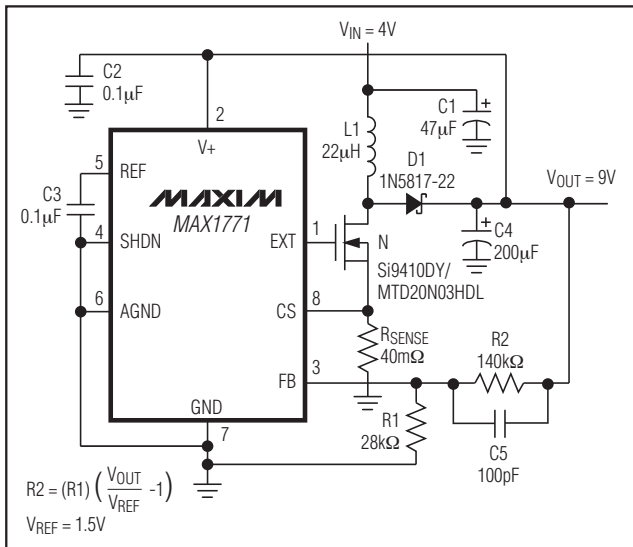 V_IN = 4V
C2
0.1µF
2
V+
C1
47µF
L1
22µH
D1
1N5817-22
V_OUT = 9V
5
REF
C3
0.1µF
MAXIM
MAX1771
4
SHDN
EXT
1
N
C4
200µF
Si9410DY/
MTD20N03HDL
6
AGND
CS
8
R_SENSE
40mΩ
R2
140kΩ
FB
3
GND
7
R1
28kΩ
C5
100pF
R2 = (R1) (V_OUT/V_REF -1)
V_REF = 1.5V